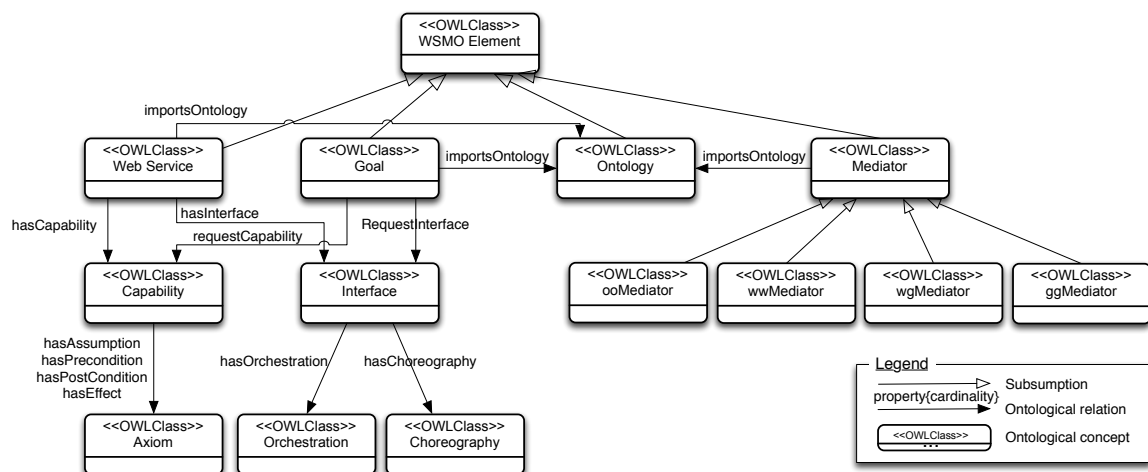 <<OWLClass>>
WSMO Element
importsOntology
<<OWLClass>>
Web Service
<<OWLClass>>
Goal
importsOntology
<<OWLClass>>
Ontology
importsOntology
<<OWLClass>>
Mediator
hasCapability
hasInterface
requestCapability
RequestInterface
<<OWLClass>>
Capability
<<OWLClass>>
Interface
<<OWLClass>>
ooMediator
<<OWLClass>>
wwMediator
<<OWLClass>>
wgMediator
<<OWLClass>>
ggMediator
hasAssumption
hasPrecondition
hasPostCondition
hasEffect
hasOrchestration
hasChoreography
<<OWLClass>>
Axiom
<<OWLClass>>
Orchestration
<<OWLClass>>
Choreography
Legend
Subsumption
property{cardinality}
Ontological relation
<<OWLClass>>
...
Ontological concept